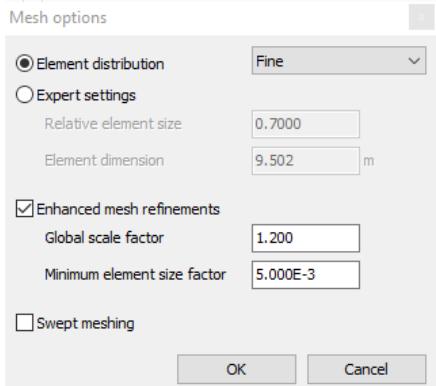 Mesh options
Element distribution Fine
Expert settings
Relative element size 0.7000
Element dimension 9.502 m
Enhanced mesh refinements
Global scale factor 1.200
Minimum element size factor 5.000E-3
Swept meshing
OK Cancel